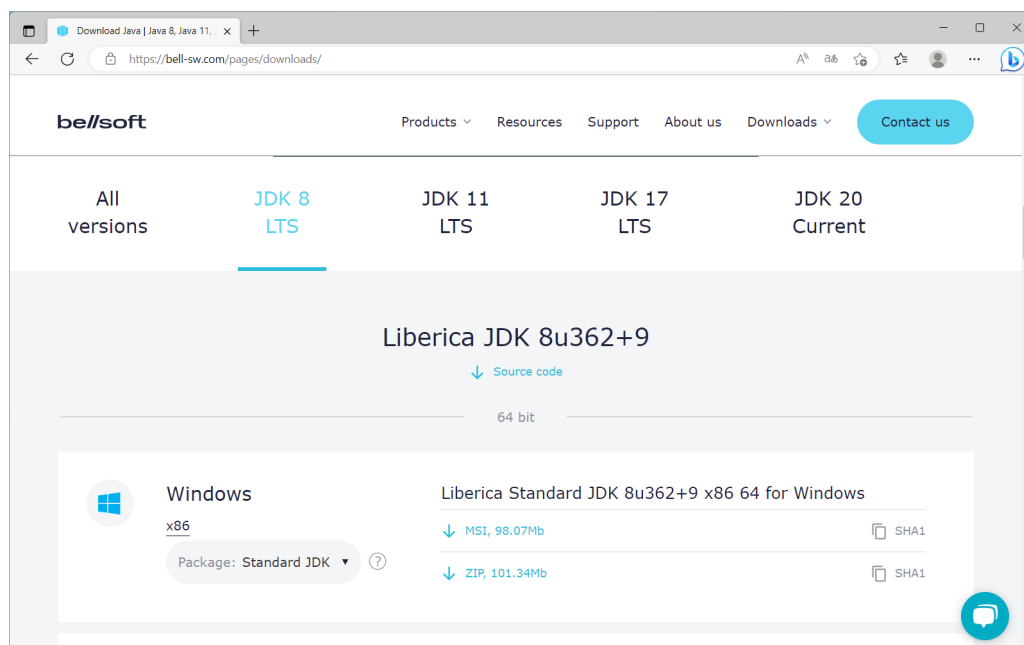 Download Java | Java 8, Java 11,
https://bell-sw.com/pages/downloads/
bellsoft
Products
Resources
Support
About us
Downloads
Contact us
All versions
JDK 8 LTS
JDK 11 LTS
JDK 17 LTS
JDK 20 Current
Liberica JDK 8u362+9
Source code
64 bit
Windows
x86
Package: Standard JDK
?
Liberica Standard JDK 8u362+9 x86 64 for Windows
MSI, 98.07Mb
SHA1
ZIP, 101.34Mb
SHA1